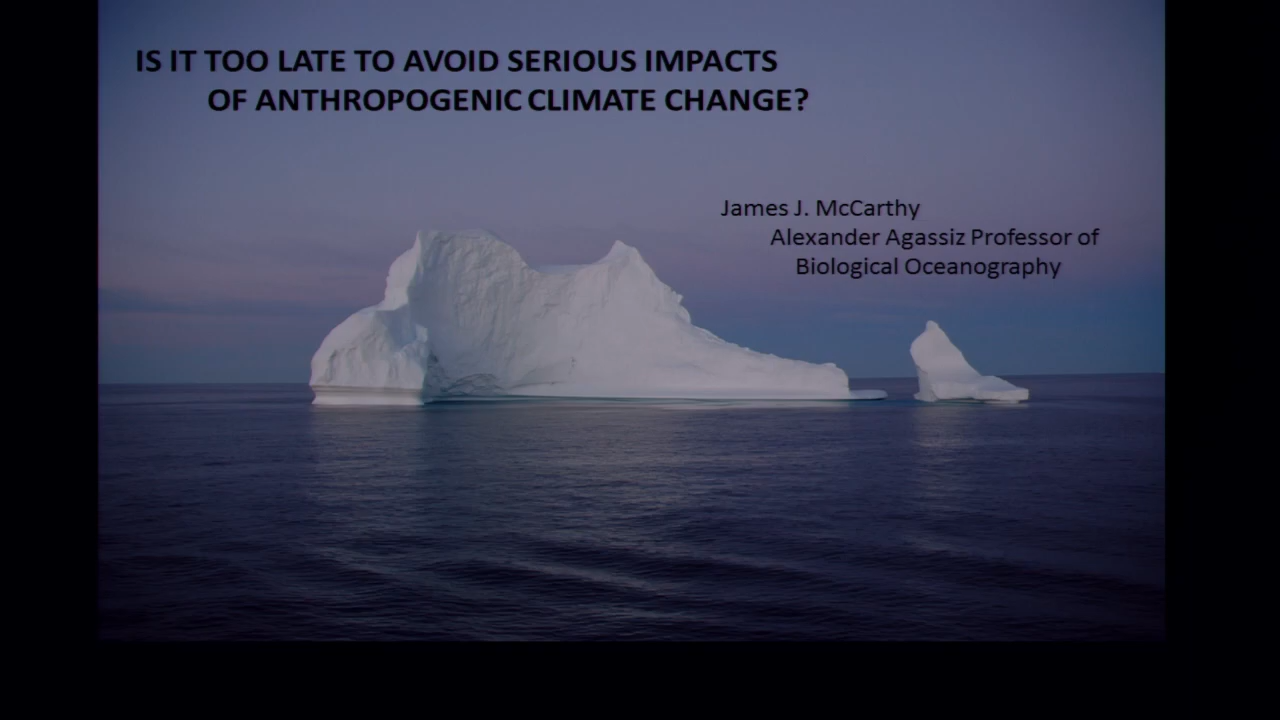 IS IT TOO LATE TO AVOID SERIOUS IMPACTS
OF ANTHROPOGENIC CLIMATE CHANGE?
James J. McCarthy
Alexander Agassiz Professor of
Biological Oceanography